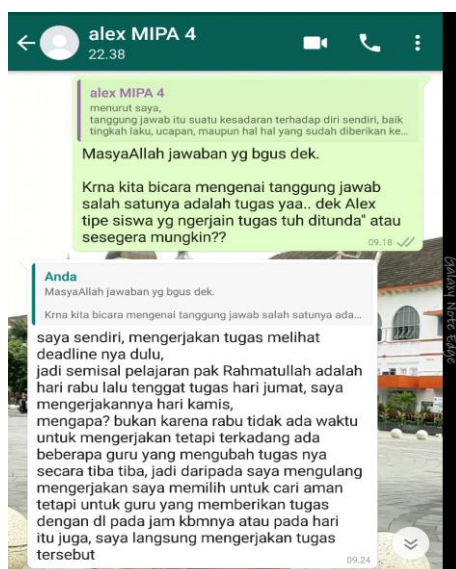 alex MIPA 4
22.38
alex MIPA 4
menurut saya,
tanggung jawab itu suatu kesadaran terhadap diri sendiri, baik
tingkah laku, ucapan, maupun hal hal yang sudah diberikan ke...
MasyaAllah jawaban yg bgus dek.
Krna kita bicara mengenai tanggung jawab
salah satunya adalah tugas yaa.. dek Alex
tipe siswa yg ngerjain tugas tuh ditunda" atau
sesegera mungkin??
09.18
Anda
MasyaAllah jawaban yg bgus dek.
Krna kita bicara mengenai tanggung jawab salah satunya ada...
saya sendiri, mengerjakan tugas melihat
deadline nya dulu,
jadi semisal pelajaran pak Rahmatullah adalah
hari rabu lalu tenggat tugas hari jumat, saya
mengerjakannya hari kamis,
mengapa? bukan karena rabu tidak ada waktu
untuk mengerjakan tetapi terkadang ada
beberapa guru yang mengubah tugas nya
secara tiba tiba, jadi daripada saya mengulang
mengerjakan saya memilih untuk cari aman
tetapi untuk guru yang memberikan tugas
dengan dl pada jam kbmnya atau pada hari
itu juga, saya langsung mengerjakan tugas
tersebut
09.24
Galaxy Note Edge